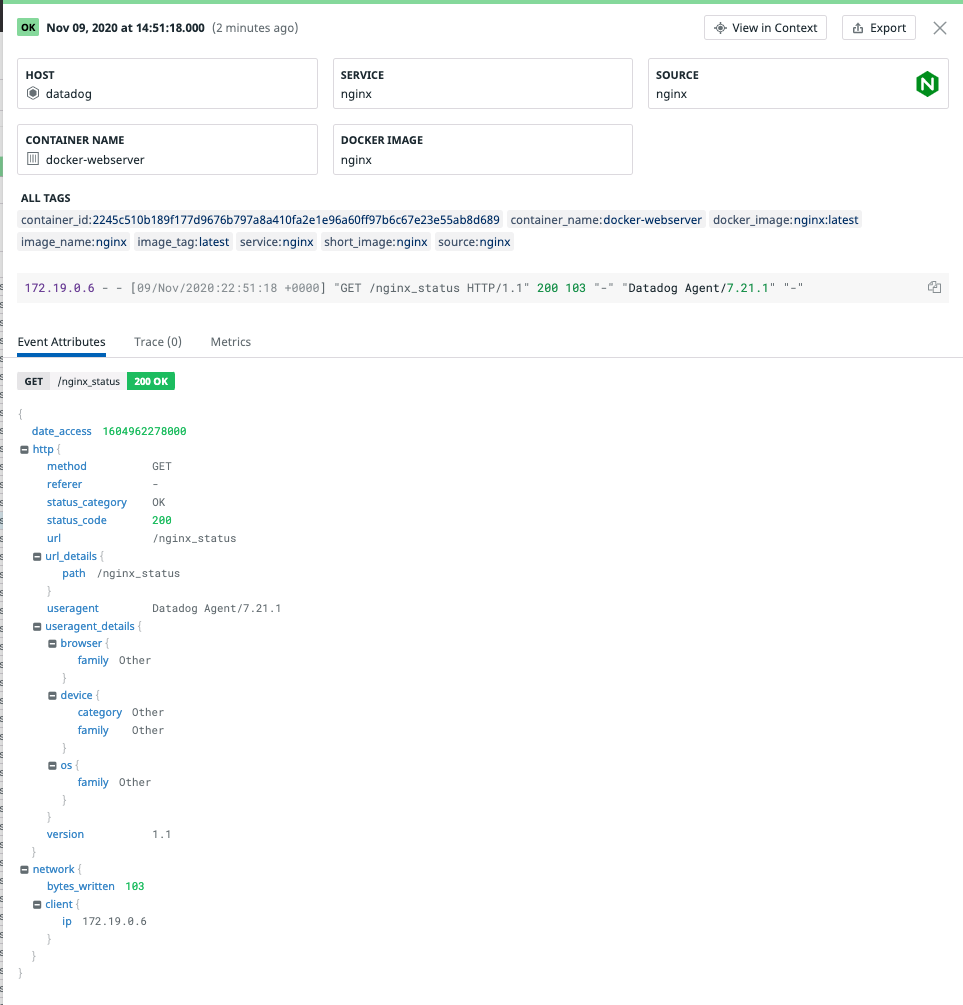 OK Nov 09, 2020 at 14:51:18.000 (2 minutes ago) View in Context Export
HOST
datadog
SERVICE
nginx
SOURCE
nginx
CONTAINER NAME
docker-webserver
DOCKER IMAGE
nginx
ALL TAGS
container_id:2245c510b189f177d9676b797a8a410fa2e1e96a60ff97b6c67e23e55ab8d689 container_name:docker-webserver docker_image:nginx:latest
image_name:nginx image_tag:latest service:nginx short_image:nginx source:nginx
172.19.0.6 - - [09/Nov/2020:22:51:18 +0000] "GET /nginx_status HTTP/1.1" 200 103 "-" "Datadog Agent/7.21.1" "-"
Event Attributes Trace (0) Metrics
GET /nginx_status 200 OK
{
date_access 1604962278000
http {
method GET
referer -
status_category OK
status_code 200
url /nginx_status
url_details {
path /nginx_status
}
useragent Datadog Agent/7.21.1
useragent_details {
browser {
family Other
}
device {
category Other
family Other
}
os {
family Other
}
}
version 1.1
}
network {
bytes_written 103
client {
ip 172.19.0.6
}
}
}